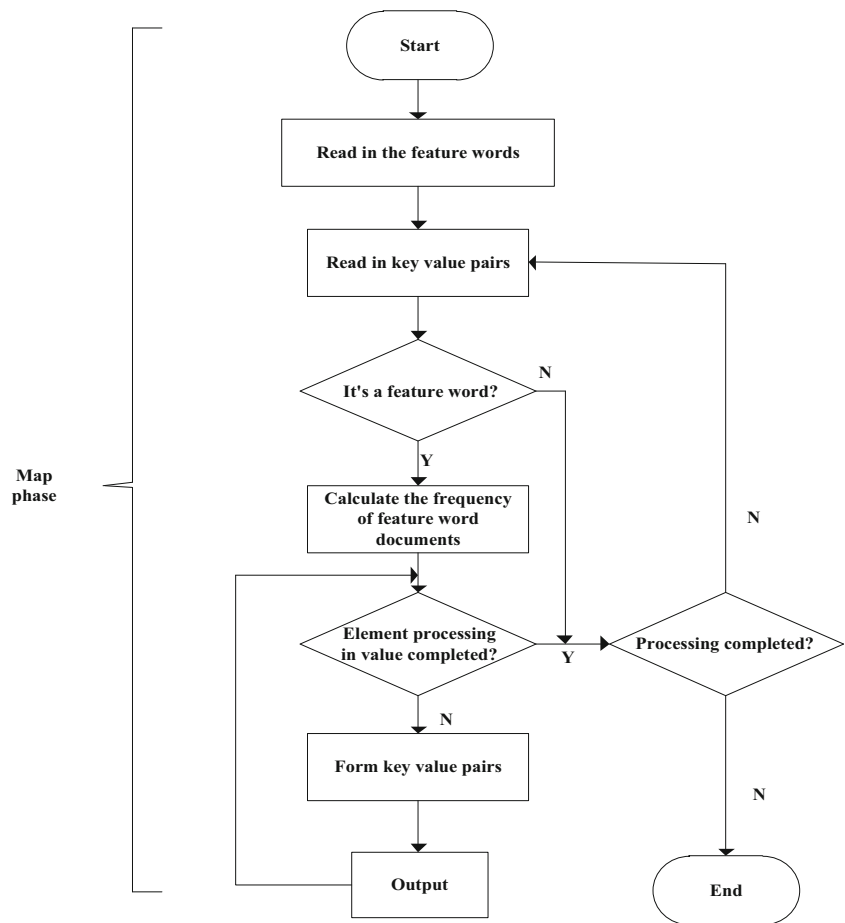 Start
Read in the feature words
Read in key value pairs
It's a feature word?
N
Y
Map
phase
Calculate the frequency
of feature word
documents
N
Element processing
in value completed?
Y
Processing completed?
N
Form key value pairs
N
Output
End